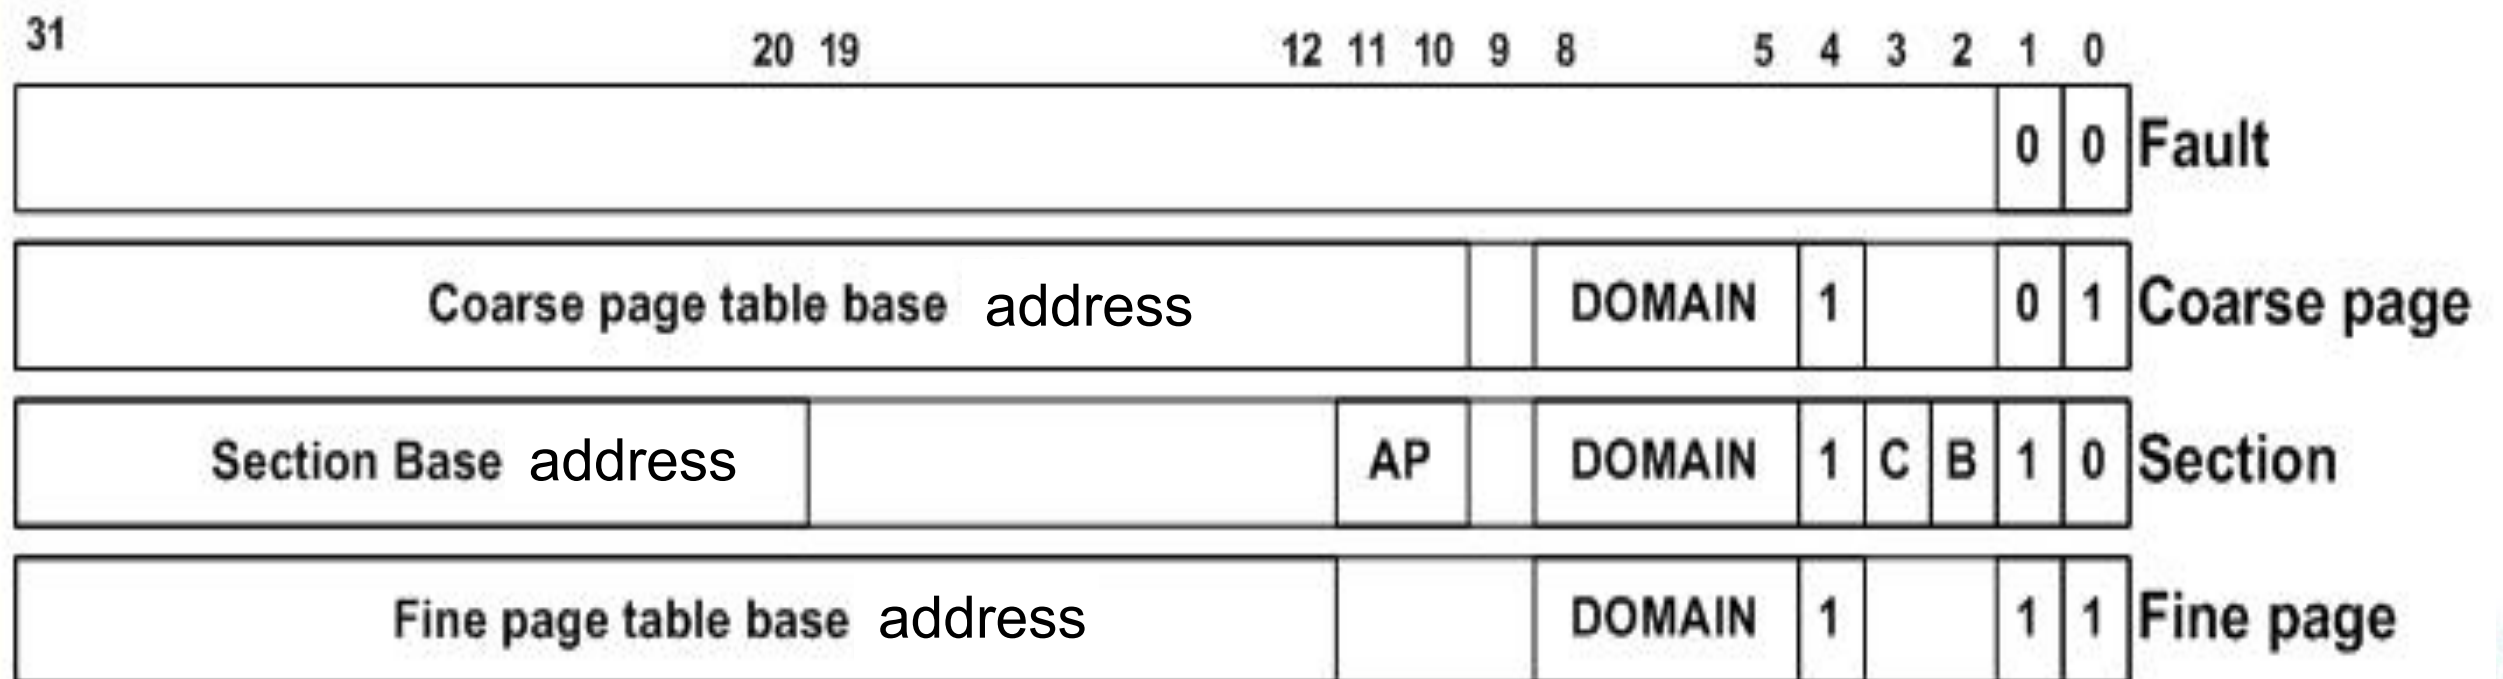 31 20 19 12 11 10 9 8 5 4 3 2 1 0
0 0 Fault
Coarse page table base address DOMAIN 1 0 1 Coarse page
Section Base address AP DOMAIN 1 C B 1 0 Section
Fine page table base address DOMAIN 1 1 1 Fine page